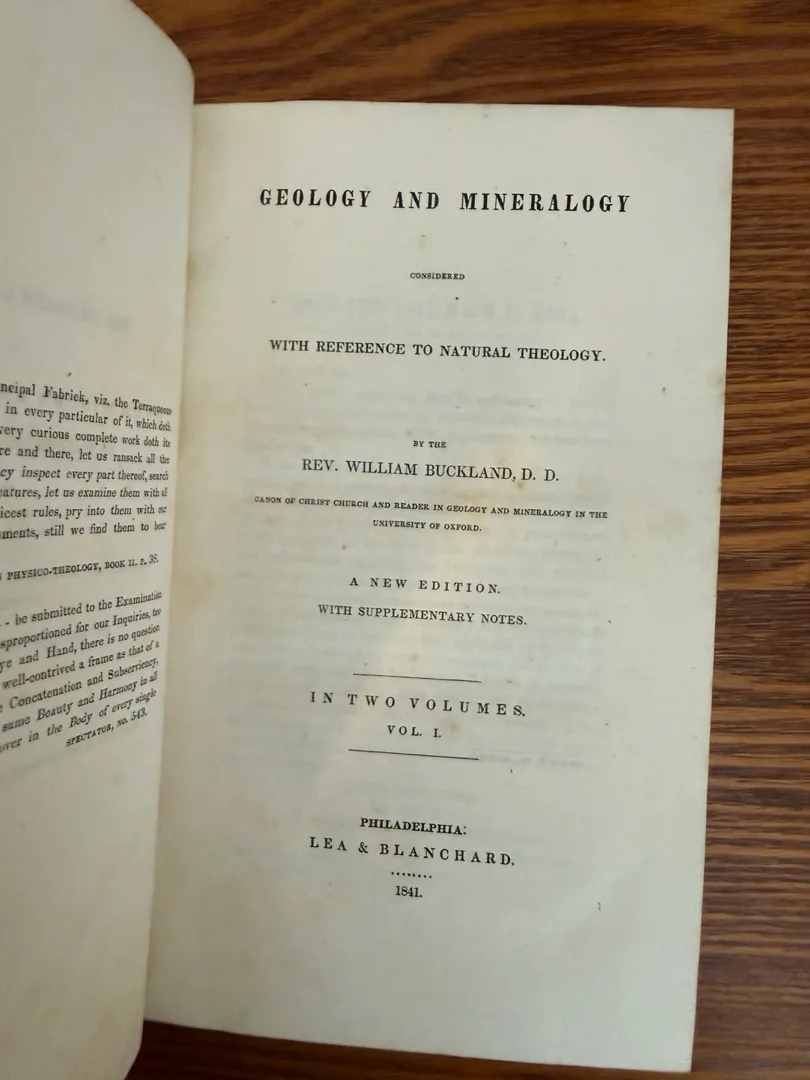 ncipal Fabrick, viz. the Terraqueous
in every particular of it, which doth
very curious complete work doth its
re and there, let us ransack all the
ey inspect every part thereof, search
eatures, let us examine them with all
icest rules, pry into them with our
ments, still we find them to bear
PHYSICO-THEOLOGY, BOOK II. P. 38.
- be submitted to the Examination
sproportioned for our Inquiries, too
ye and Hand, there is no question
well-contrived a frame as that of a
Concatenation and Subserviency,
same Beauty and Harmony in all
over in the Body of every single
SPECTATOR, NO. 543.
GEOLOGY AND MINERALOGY
CONSIDERED
WITH REFERENCE TO NATURAL THEOLOGY.
BY THE
REV. WILLIAM BUCKLAND, D. D.
CANON OF CHRIST CHURCH AND READER IN GEOLOGY AND MINERALOGY IN THE
UNIVERSITY OF OXFORD.
A NEW EDITION.
WITH SUPPLEMENTARY NOTES.
IN TWO VOLUMES.
VOL. I.
PHILADELPHIA:
LEA & BLANCHARD.
........
1841.